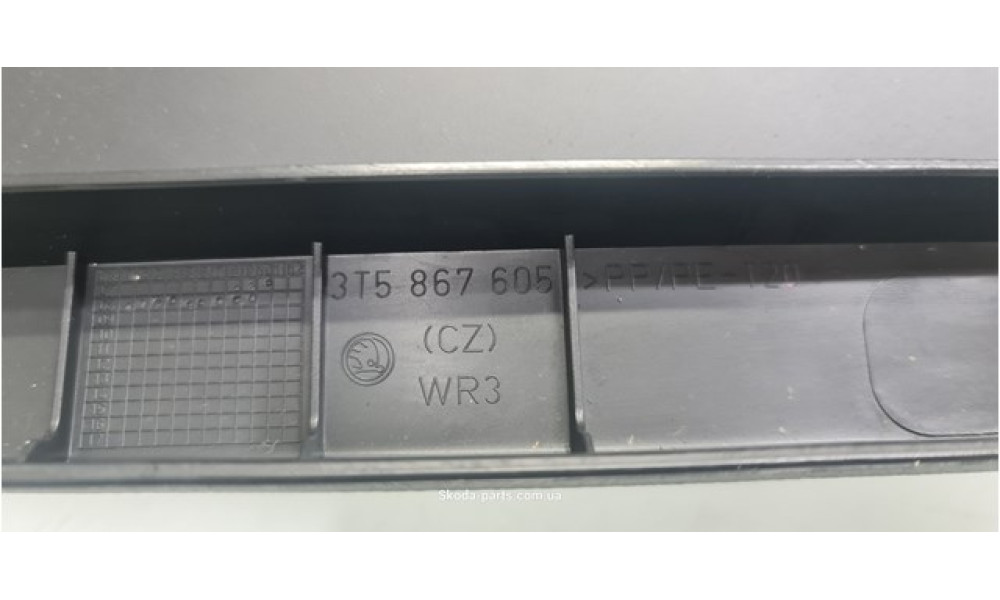 3T5 867 605 >PP/PE-T20
(CZ)
WR3
Skoda-parts.com.ua